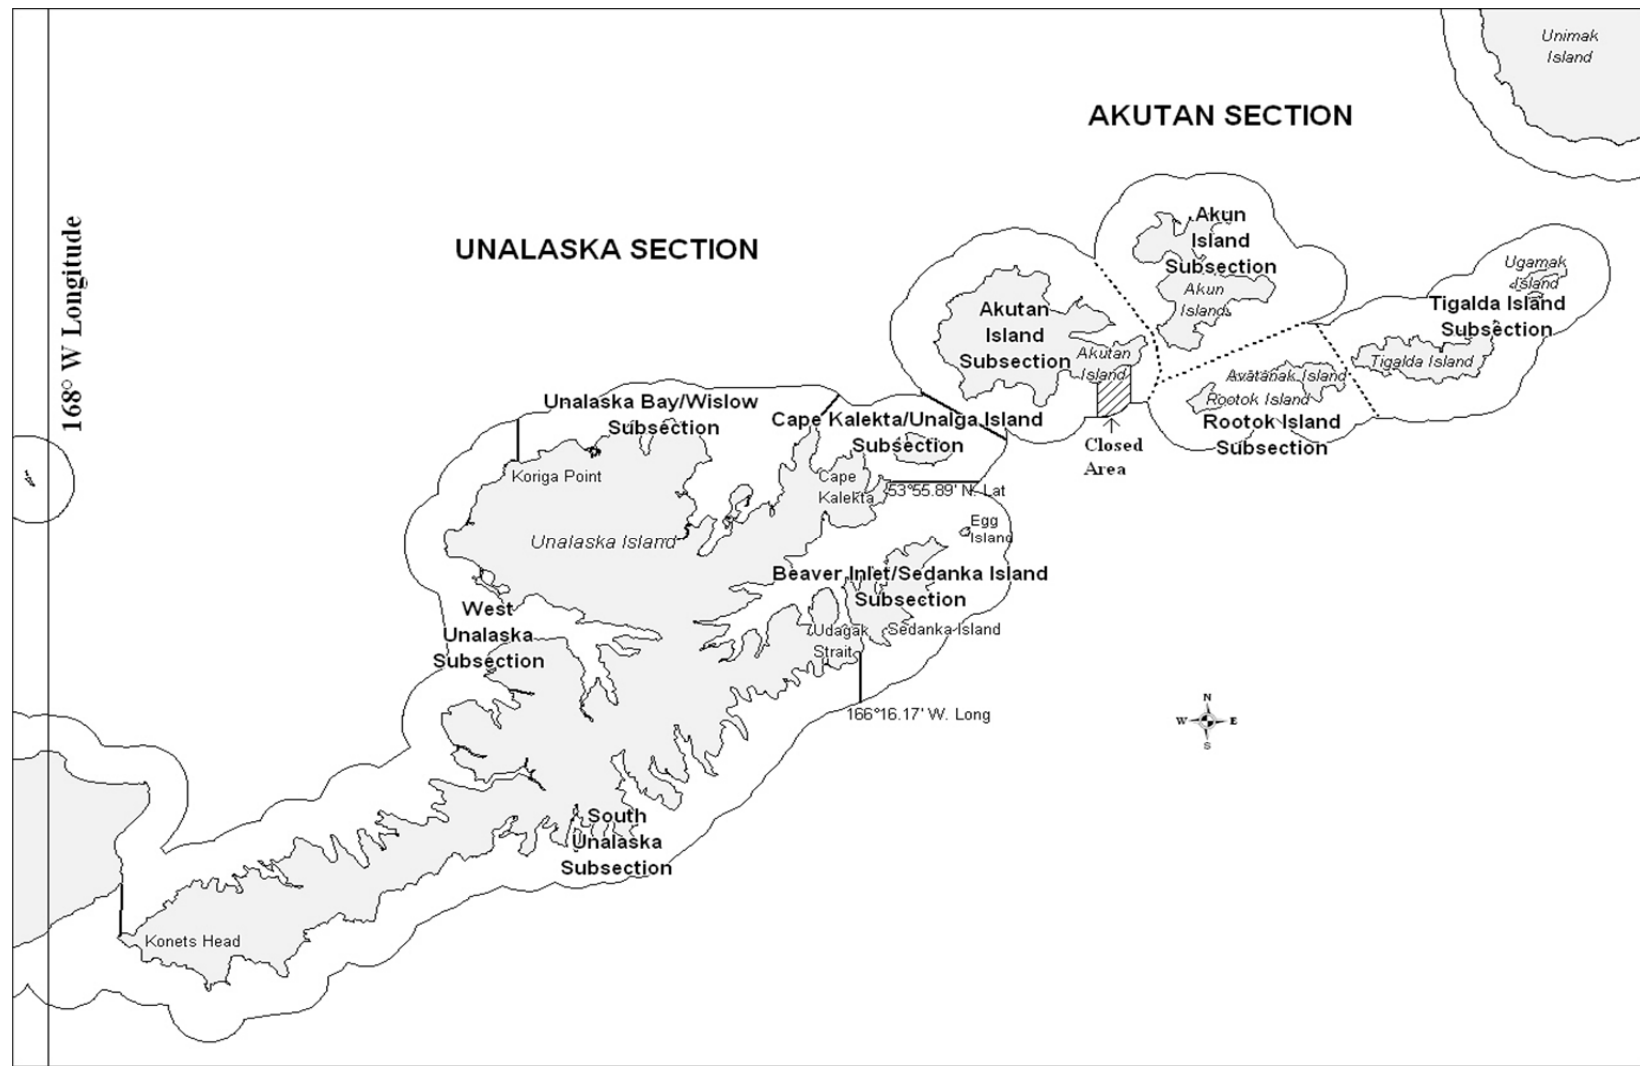 Unimak
Island
AKUTAN SECTION
168° W Longitude
UNALASKA SECTION
Akun
Island
Subsection
Akun
Island
Ugamak
Island
Tigalda Island
Subsection
Tigalda Island
Akutan
Island
Subsection
Akutan
Island
Avatanak Island
Rootok Island
Rootok Island
Subsection
Closed
Area
Unalaska Bay/Wislow
Subsection
Cape Kalekta/Unalga Island
Subsection
Koriga Point
Cape
Kalekta
53°55.89' N. Lat
Egg
Island
Unalaska Island
Beaver Inlet/Sedanka Island
Subsection
West
Unalaska
Subsection
Udagak
Strait
Sedanka Island
166°16.17' W. Long
N
W
E
S
South
Unalaska
Subsection
Konets Head